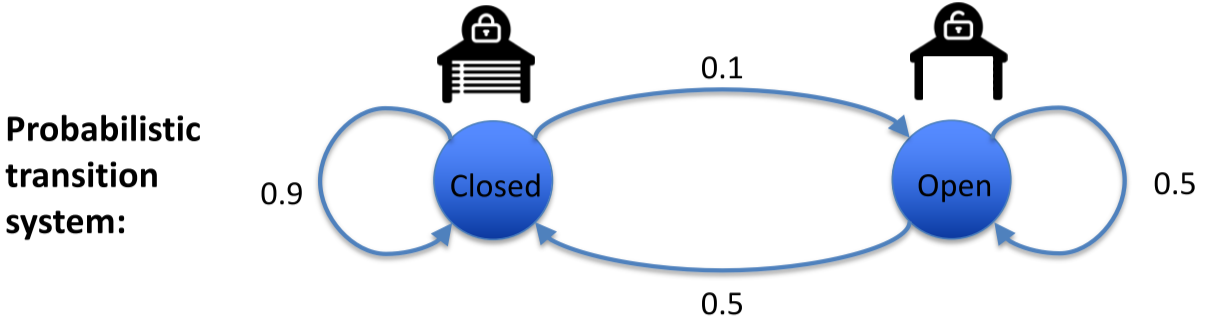 0.1
Probabilistic
transition
system:
0.9
Closed
Open
0.5
0.5